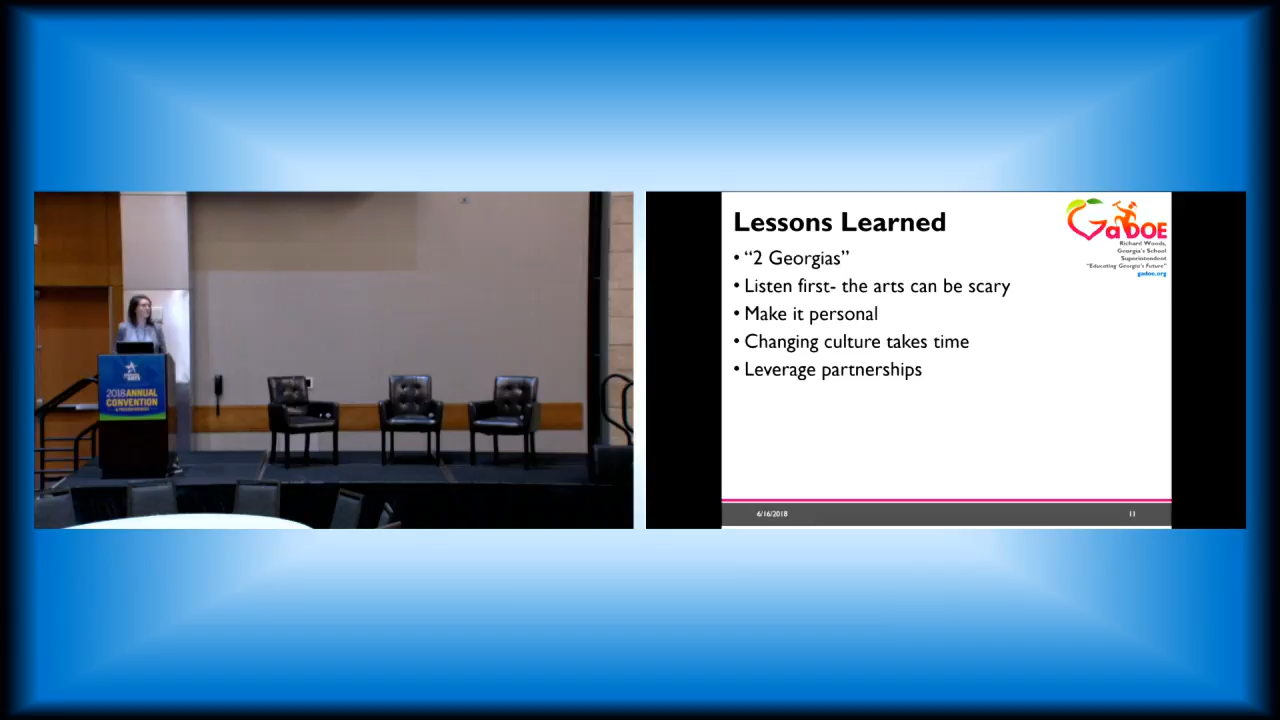 2018 ANNUAL
CONVENTION
Lessons Learned
• “2 Georgias”
• Listen first- the arts can be scary
• Make it personal
• Changing culture takes time
• Leverage partnerships
GaDOE
Richard Woods,
Georgia's School
Superintendent
"Educating Georgia's Future"
gadoe.org
6/16/2018
11